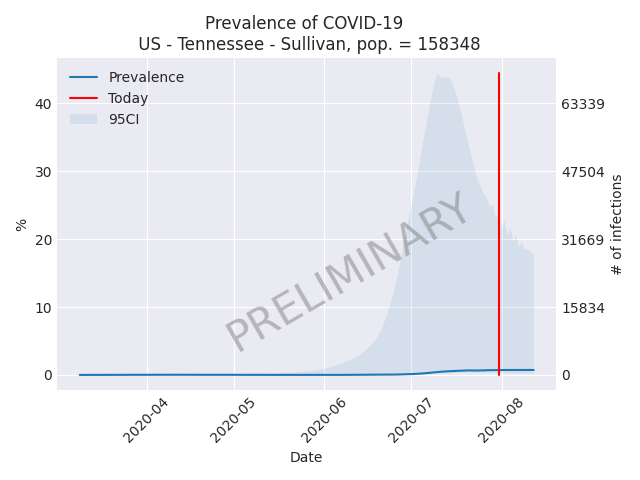 Prevalence of COVID-19
US - Tennessee - Sullivan, pop. = 158348
Prevalence
Today
95CI
40
30
20
10
0
%
63339
47504
31669
15834
0
# of infections
PRELIMINARY
2020-04
2020-05
2020-06
2020-07
2020-08
Date